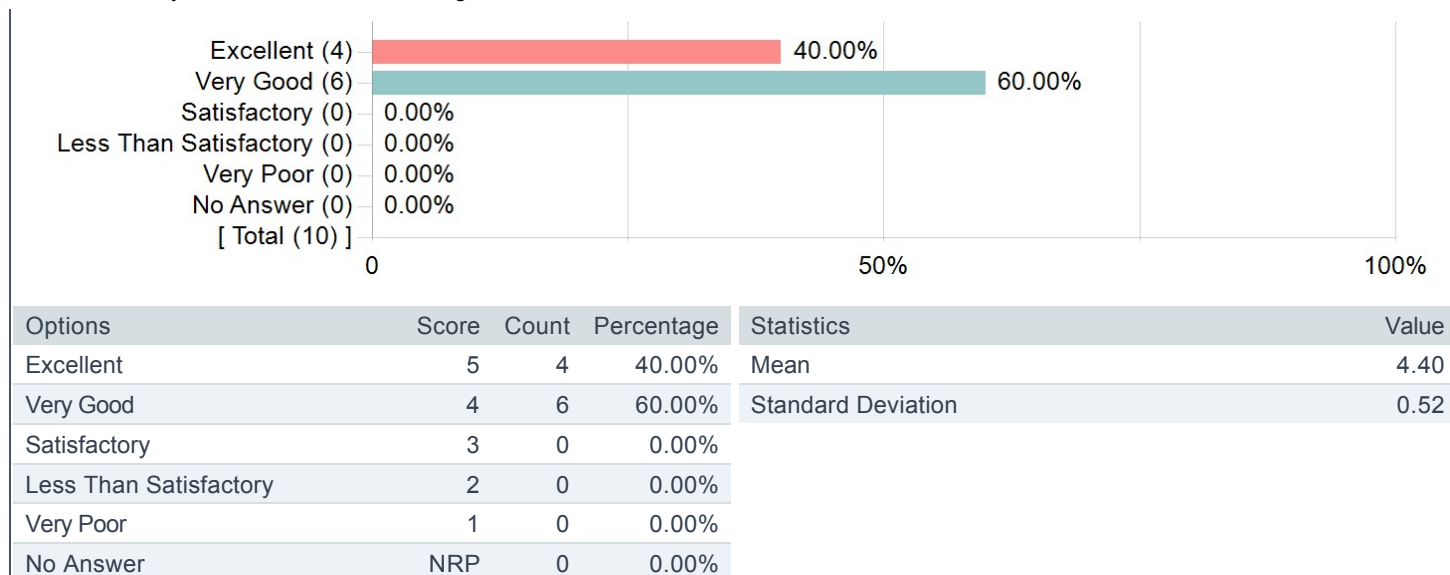 Excellent (4) 40.00%
Very Good (6) 60.00%
Satisfactory (0) 0.00%
Less Than Satisfactory (0) 0.00%
Very Poor (0) 0.00%
No Answer (0) 0.00%
[ Total (10) ]
0 50% 100%
Options Score Count Percentage Statistics Value
Excellent 5 4 40.00% Mean 4.40
Very Good 4 6 60.00% Standard Deviation 0.52
Satisfactory 3 0 0.00%
Less Than Satisfactory 2 0 0.00%
Very Poor 1 0 0.00%
No Answer NRP 0 0.00%